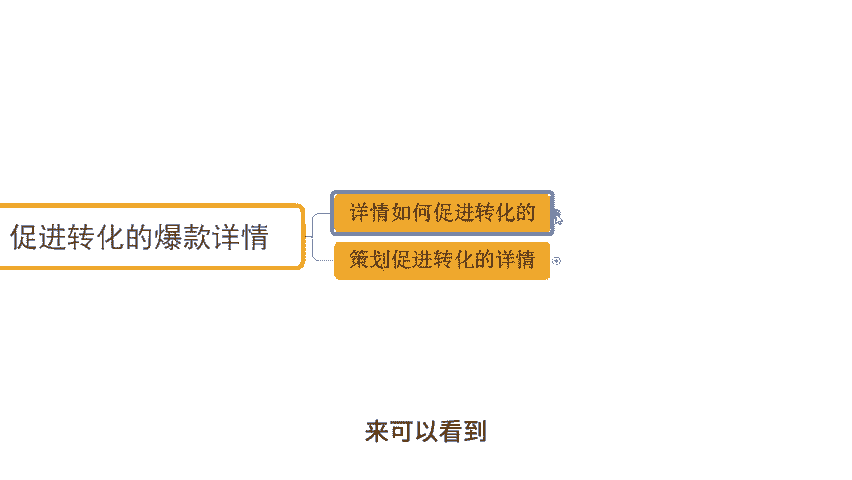 详情如何促进转化的
促进转化的爆款详情
策划促进转化的详情
来可以看到